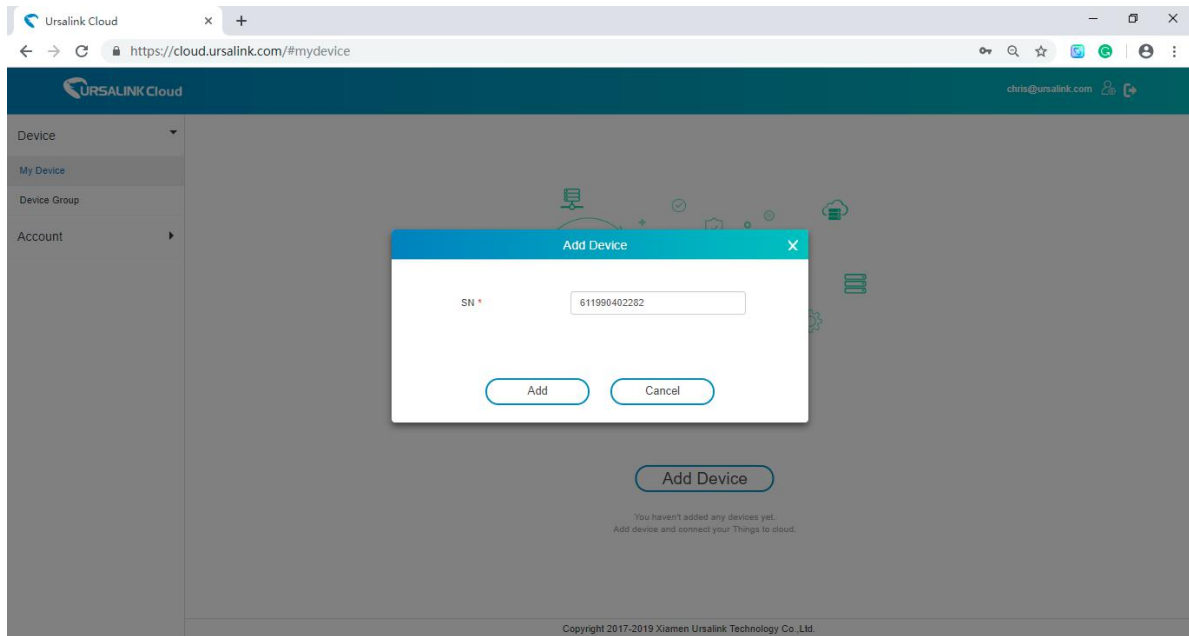 Ursalink Cloud
https://cloud.ursalink.com/#mydevice
URSALINK Cloud
chris@ursalink.com
Device
My Device
Device Group
Account
Add Device
SN *
611990402282
Add
Cancel
Add Device
You haven't added any devices yet.
Add device and connect your Things to cloud.
Copyright 2017-2019 Xiamen Ursalink Technology Co.,Ltd.